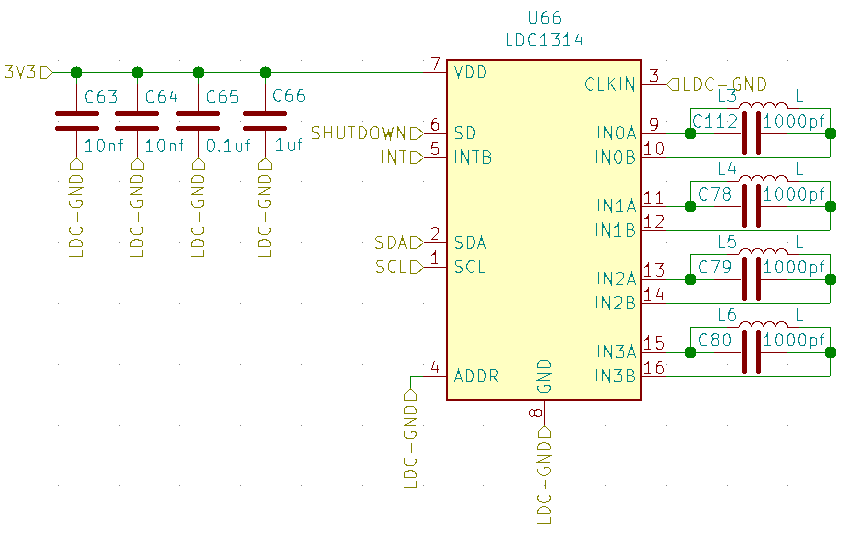 U66
LDC1314
3V3
7
VDD
C63
C64
C65
C66
10nf
10nf
0.1uf
1uf
LDC-GND
LDC-GND
LDC-GND
LDC-GND
CLKIN
3
LDC-GND
SHUTDOWN
6
SD
INT
5
INTB
SDA
2
SDA
SCL
1
SCL
LDC-GND
4
ADDR
GND
8
LDC-GND
L3
L
C112
1000pf
IN0A
9
IN0B
10
L4
L
C78
1000pf
IN1A
11
IN1B
12
L5
L
C79
1000pf
IN2A
13
IN2B
14
L6
L
C80
1000pf
IN3A
15
IN3B
16